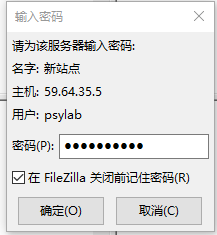 输入密码
请为该服务器输入密码:
名字: 新站点
主机: 59.64.35.5
用户: psylab
密码(P): ●●●●●●●●●●
在 FileZilla 关闭前记住密码(R)
确定(O) 取消(C)